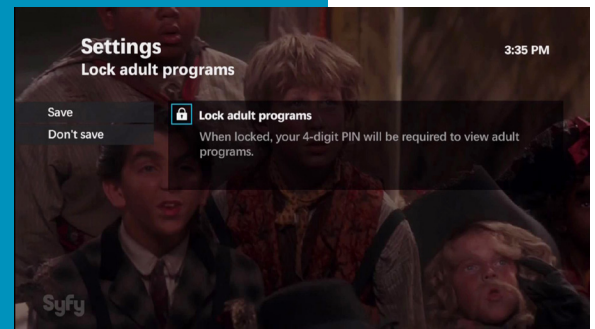 Settings
3:35 PM
Lock adult programs
Save
Don't save
Lock adult programs
When locked, your 4-digit PIN will be required to view adult
programs.
Syfy